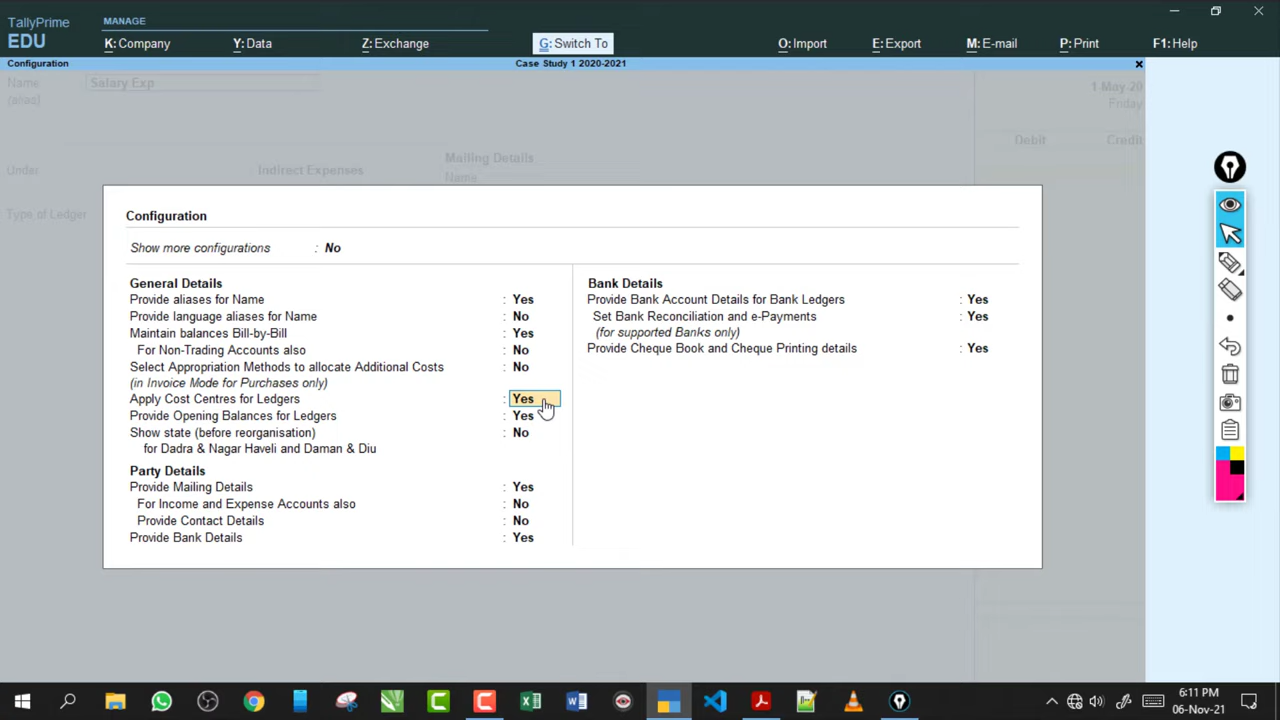 TallyPrime
EDU
MANAGE
K: Company
Y: Data
Z: Exchange
G: Switch To
O: Import
E: Export
M: E-mail
P: Print
F1: Help
Configuration
Case Study 1 2020-2021
Name
Salary Exp
(alias)
1 May 20
Friday
Debit
Credit
Mailing Details
Under
Indirect Expenses
Name
Type of Ledger
Configuration
Show more configurations : No
General Details
Provide aliases for Name : Yes
Provide language aliases for Name : No
Maintain balances Bill-by-Bill : Yes
For Non-Trading Accounts also : No
Select Appropriation Methods to allocate Additional Costs : No
(in Invoice Mode for Purchases only)
Apply Cost Centres for Ledgers : Yes
Provide Opening Balances for Ledgers : Yes
Show state (before reorganisation) : No
for Dadra & Nagar Haveli and Daman & Diu
Party Details
Provide Mailing Details : Yes
For Income and Expense Accounts also : No
Provide Contact Details : No
Provide Bank Details : Yes
Bank Details
Provide Bank Account Details for Bank Ledgers : Yes
Set Bank Reconciliation and e-Payments : Yes
(for supported Banks only)
Provide Cheque Book and Cheque Printing details : Yes
6:11 PM
06-Nov-21